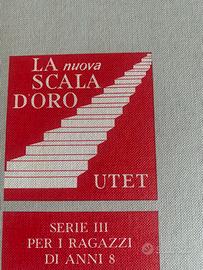 LA nuova
SCALA
D'ORO
UTET
SERIE III
PER I RAGAZZI
DI ANNI 8